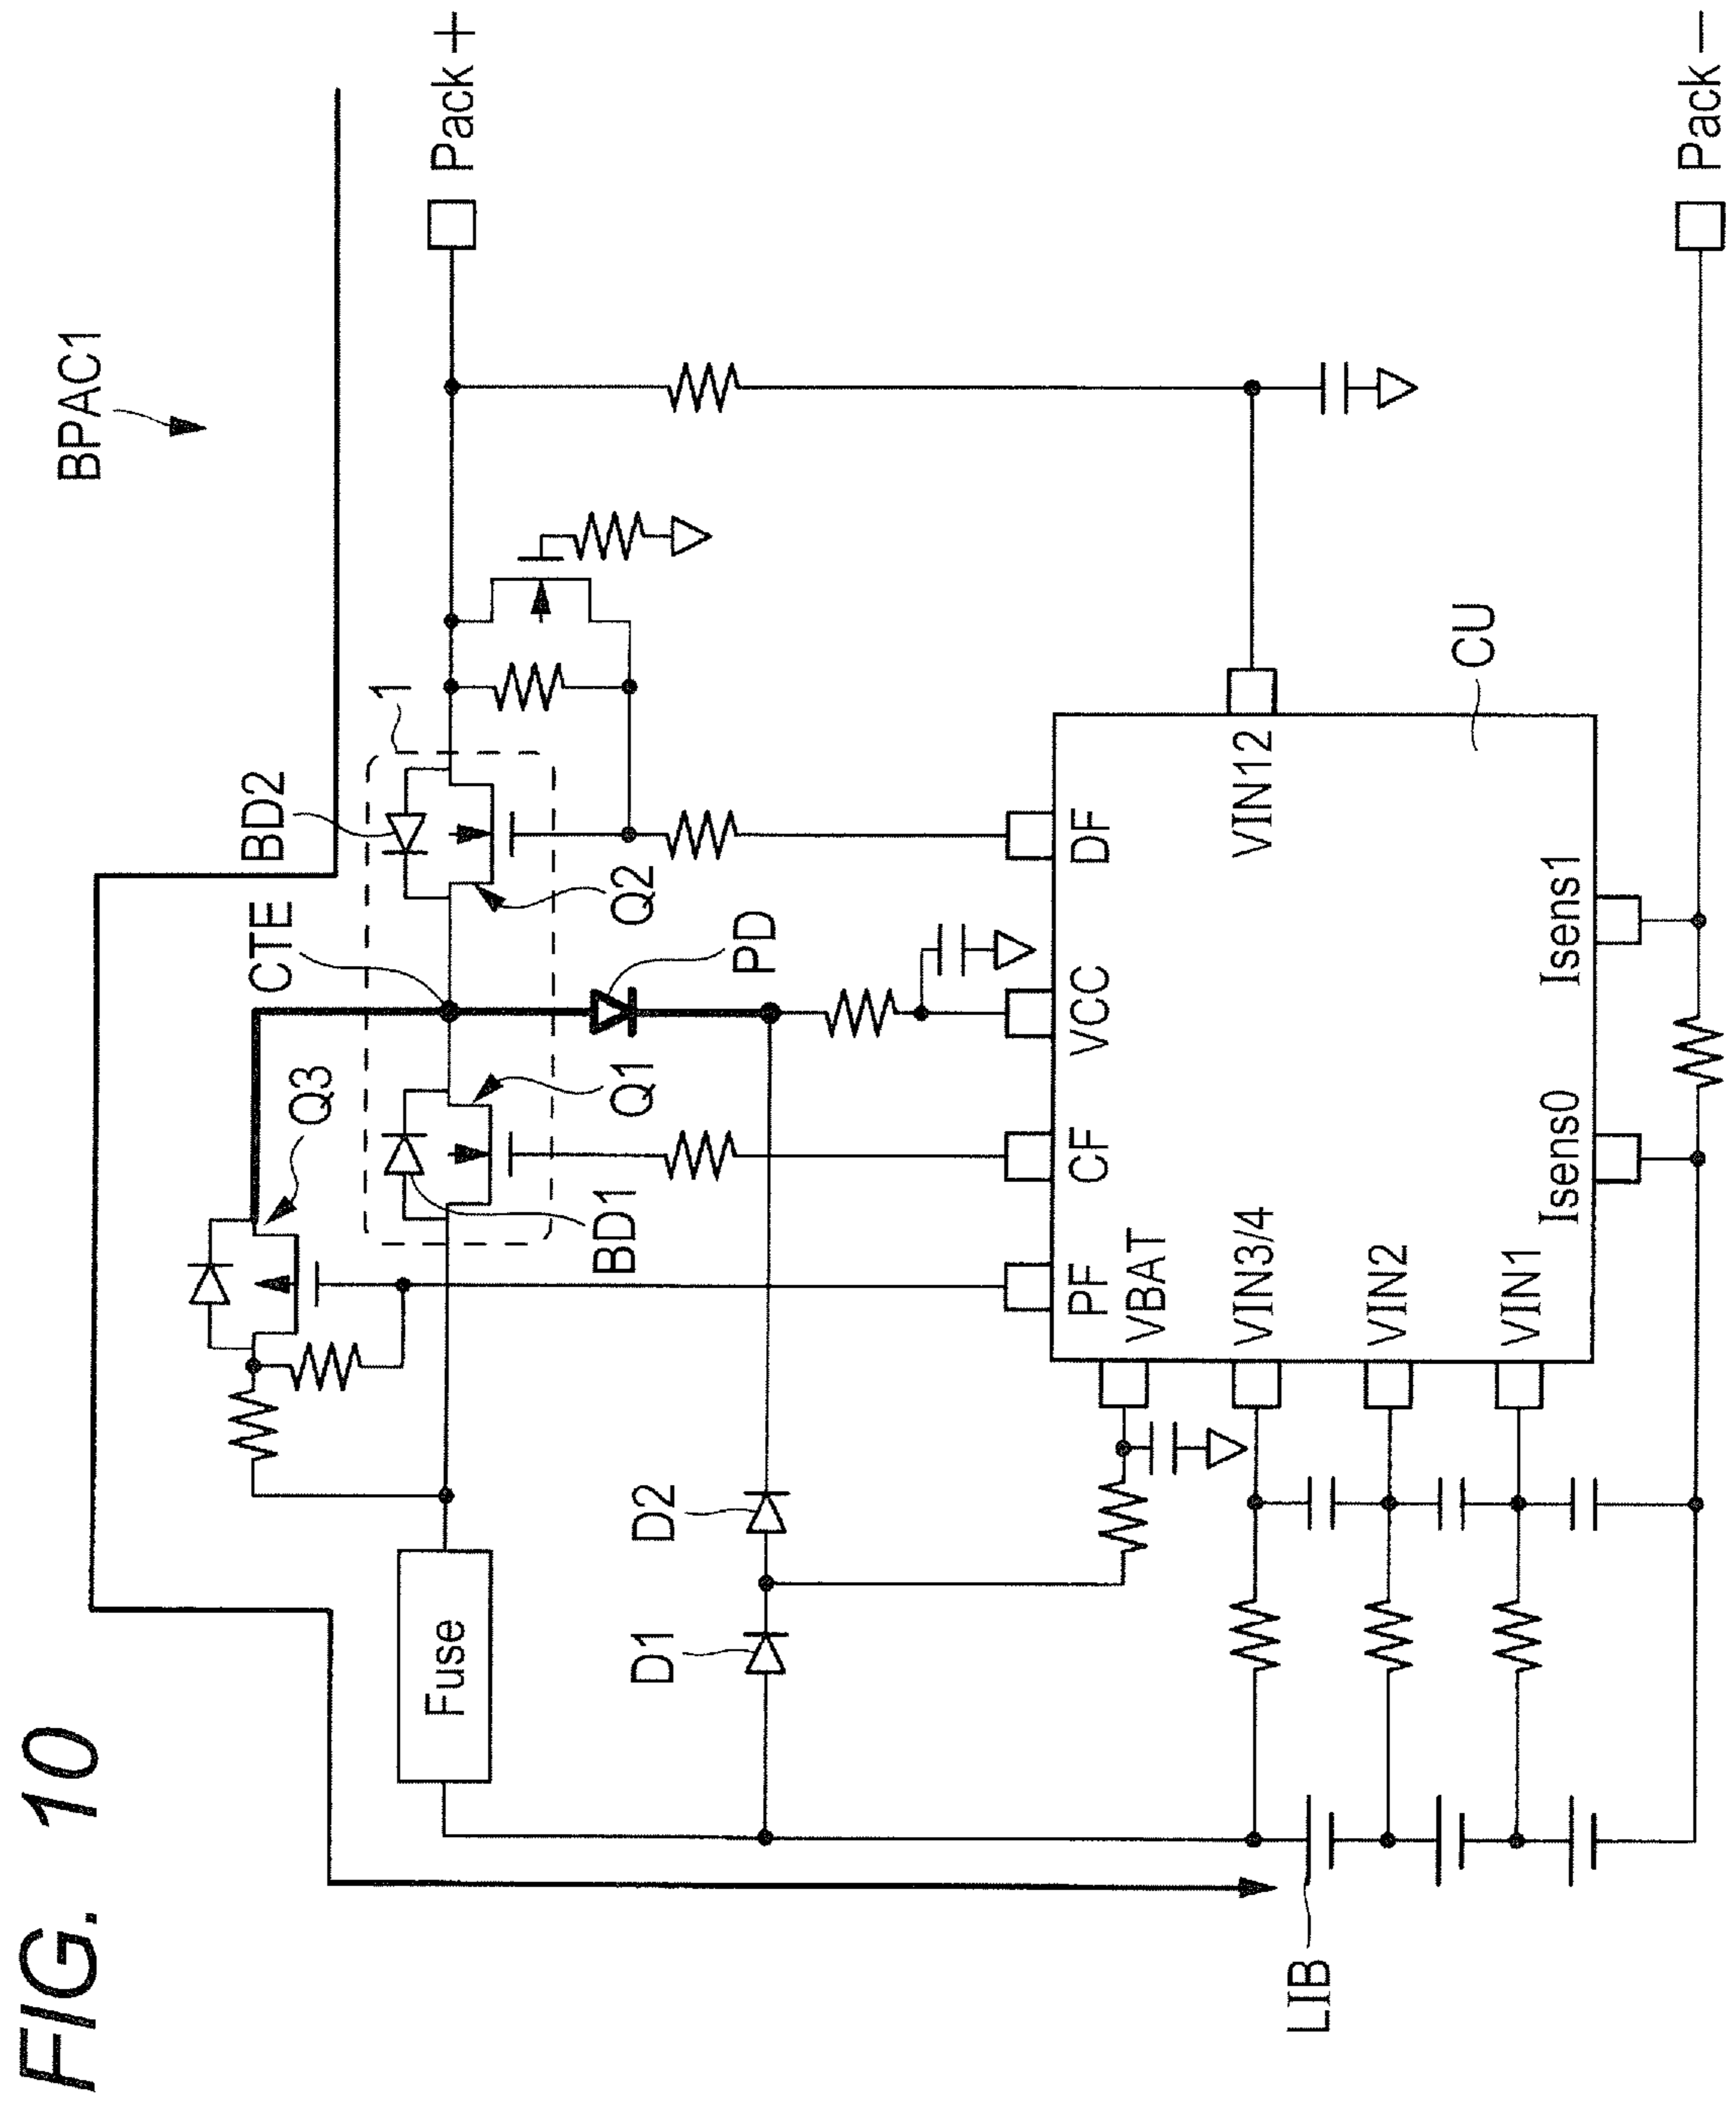 FIG. 10
BPAC1
Pack+
Fuse
Q3
CTE
BD2
1
BD1
Q1
Q2
PD
D1
D2
PF
CF
VCC
DF
VBAT
VIN3/4
VIN2
VIN1
VIN12
CU
Isens0
Isens1
LIB
Pack−